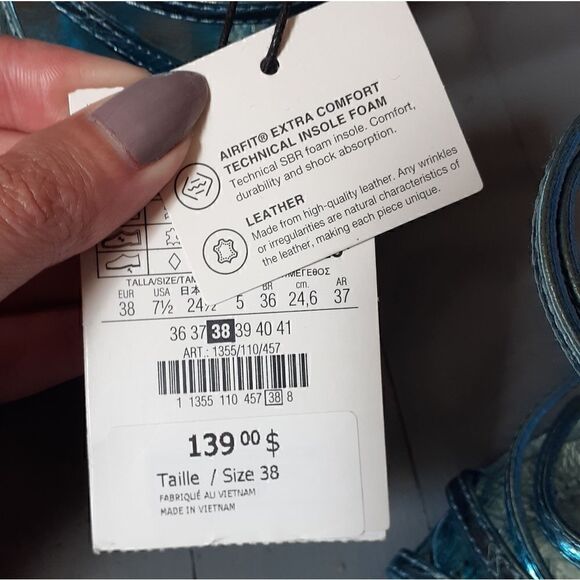 AIRFIT® EXTRA COMFORT
TECHNICAL INSOLE FOAM
Technical SBR foam insole. Comfort,
durability and shock absorption.
LEATHER
Made from high-quality leather. Any wrinkles
or irregularities are natural characteristics of
the leather, making each piece unique.
TALLA/SIZE/TAM ΜΕΓΕΘΟΣ
EUR USA 日本 BR cm. AR
38 7½ 24½ 5 36 24,6 37
36 37 38 39 40 41
ART.: 1355/110/457
1 1355 110 457 38 8
139 00 $
Taille / Size 38
FABRIQUÉ AU VIETNAM
MADE IN VIETNAM